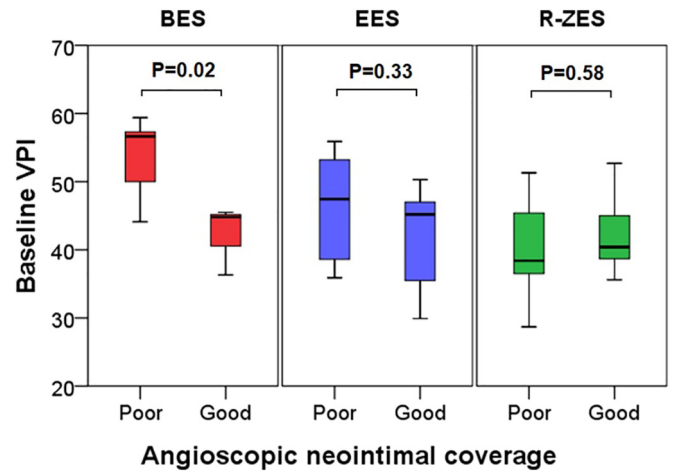 BES EES R-ZES
70
P=0.02 P=0.33 P=0.58
60
50
40
30
20
Baseline VPI
Poor Good Poor Good Poor Good
Angioscopic neointimal coverage